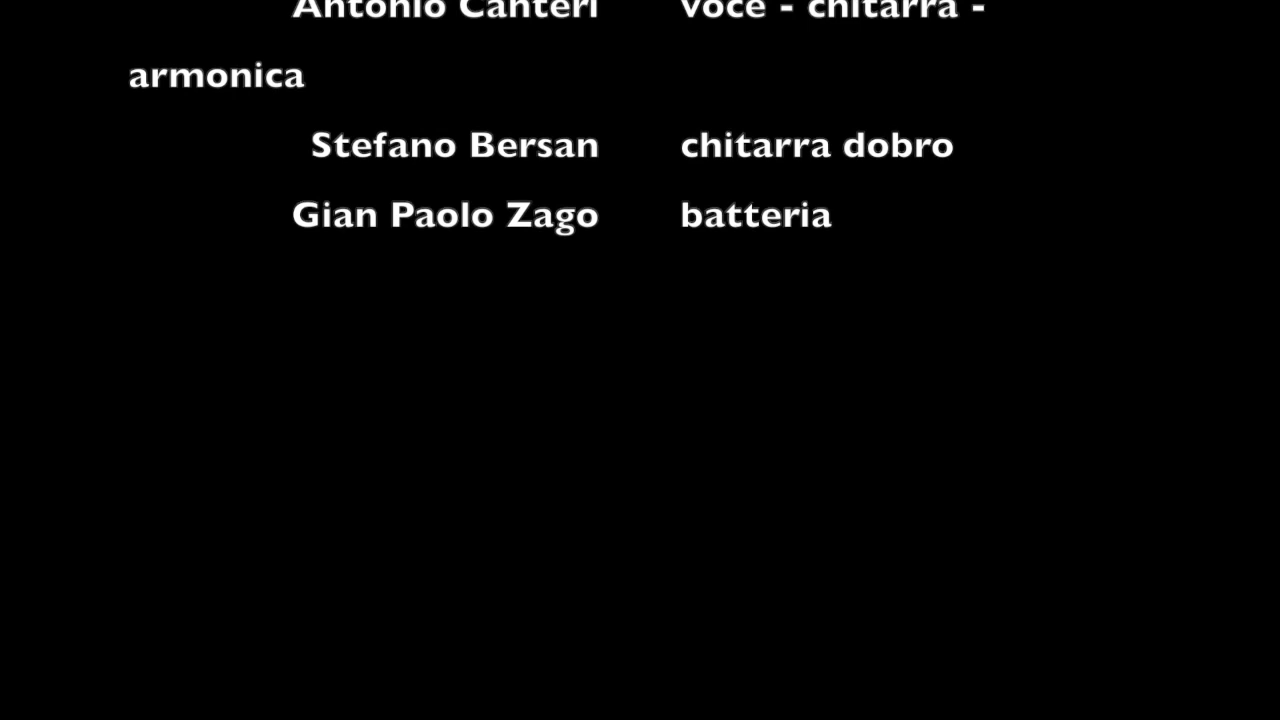 Antonio Canteri voce - chitarra -
armonica
Stefano Bersan chitarra dobro
Gian Paolo Zago batteria